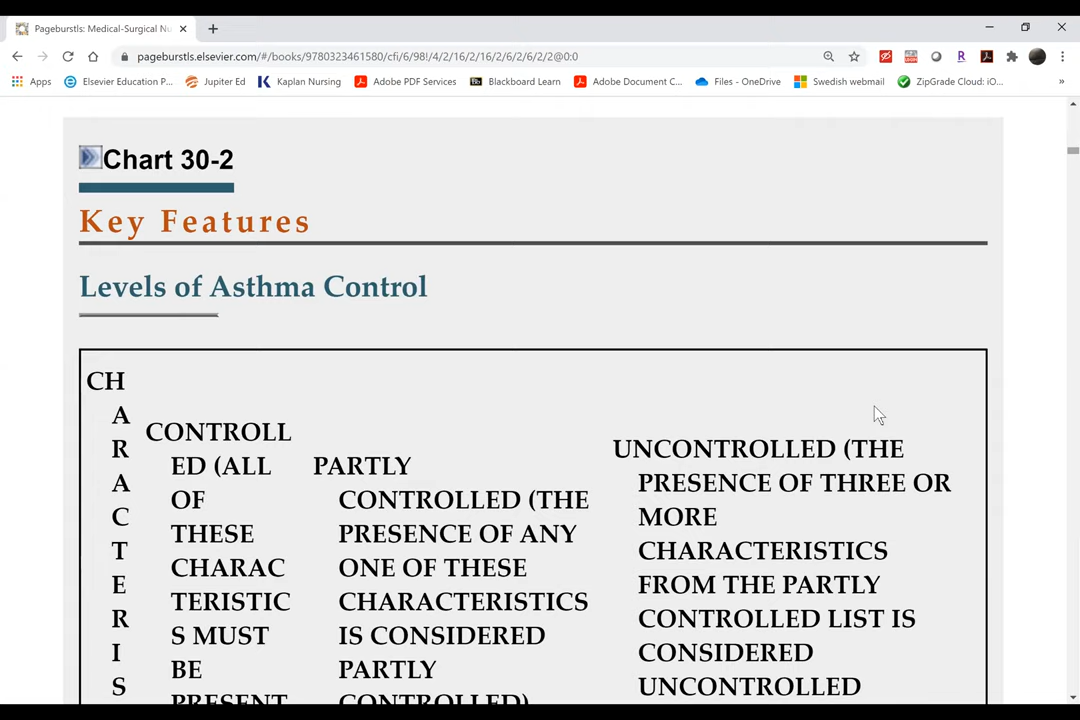 Pageburstls: Medical-Surgical Nu
pageburstls.elsevier.com/#/books/9780323461580/cfi/6/98!/4/2/16/2/16/2/6/2/6/2/2@0:0
Apps
Elsevier Education P...
Jupiter Ed
Kaplan Nursing
Adobe PDF Services
Bb
Blackboard Learn
Adobe Document C...
Files - OneDrive
Swedish webmail
ZipGrade Cloud: iO...
»
Chart 30-2
Key Features
Levels of Asthma Control
CH
A
R
A
C
T
E
R
I
S
CONTROLL
ED (ALL
OF
THESE
CHARAC
TERISTIC
S MUST
BE
PRESENT
PARTLY
CONTROLLED (THE
PRESENCE OF ANY
ONE OF THESE
CHARACTERISTICS
IS CONSIDERED
PARTLY
CONTROLLED)
UNCONTROLLED (THE
PRESENCE OF THREE OR
MORE
CHARACTERISTICS
FROM THE PARTLY
CONTROLLED LIST IS
CONSIDERED
UNCONTROLLED